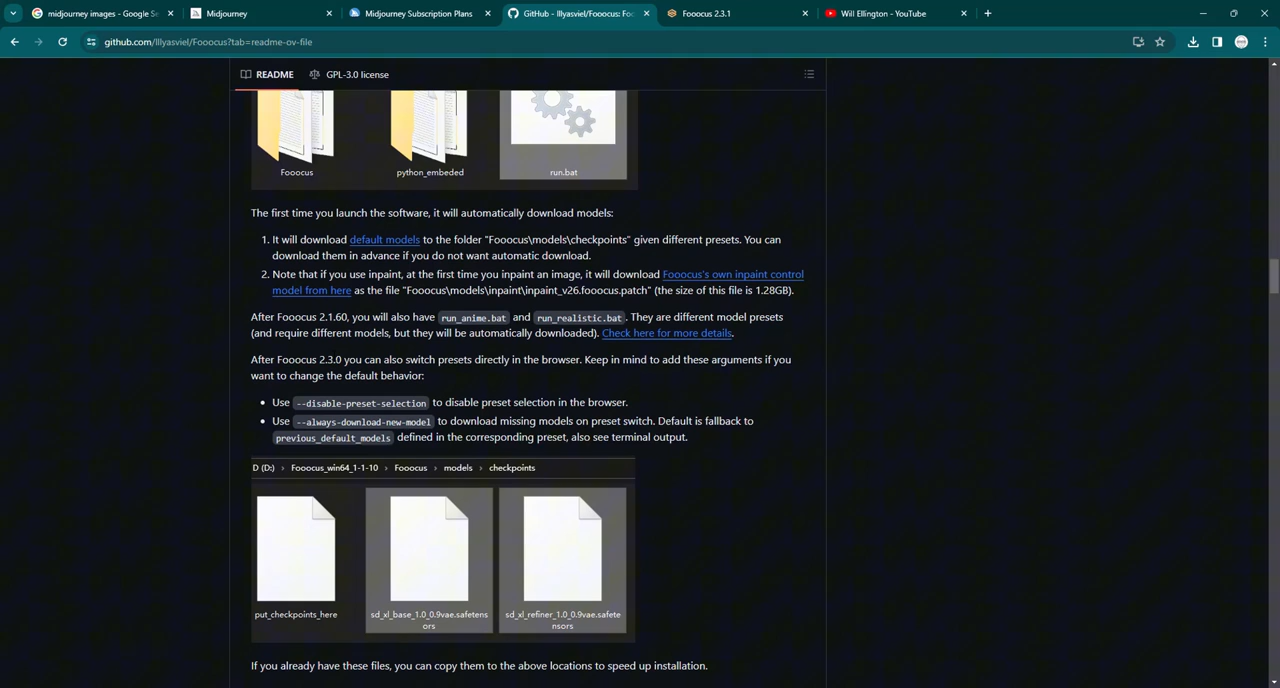 midjourney images - Google Se
Midjourney
Midjourney Subscription Plans
GitHub - lllyasviel/Fooocus: Fo
Fooocus 2.3.1
Will Ellington - YouTube
github.com/lllyasviel/Fooocus?tab=readme-ov-file
README
GPL-3.0 license
Fooocus
python_embeded
run.bat
The first time you launch the software, it will automatically download models:
1. It will download default models to the folder "Fooocus\models\checkpoints" given different presets. You can
download them in advance if you do not want automatic download.
2. Note that if you use inpaint, at the first time you inpaint an image, it will download Fooocus's own inpaint control
model from here as the file "Fooocus\models\inpaint\inpaint_v26.fooocus.patch" (the size of this file is 1.28GB).
After Fooocus 2.1.60, you will also have run_anime.bat and run_realistic.bat. They are different model presets
(and require different models, but they will be automatically downloaded). Check here for more details.
After Fooocus 2.3.0 you can also switch presets directly in the browser. Keep in mind to add these arguments if you
want to change the default behavior:
• Use --disable-preset-selection to disable preset selection in the browser.
• Use --always-download-new-model to download missing models on preset switch. Default is fallback to
previous_default_models defined in the corresponding preset, also see terminal output.
D (D:) › Fooocus_win64_1-1-10 › Fooocus › models › checkpoints
put_checkpoints_here
sd_xl_base_1.0_0.9vae.safetens
ors
sd_xl_refiner_1.0_0.9vae.safete
nsors
If you already have these files, you can copy them to the above locations to speed up installation.